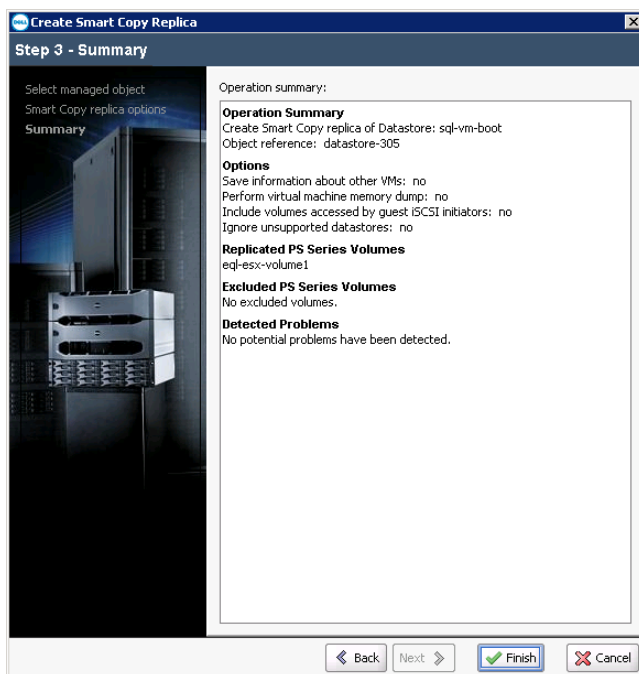 DELL
Create Smart Copy Replica
Step 3 - Summary
Select managed object
Smart Copy replica options
Summary
Operation summary:
Operation Summary
Create Smart Copy replica of Datastore: sql-vm-boot
Object reference: datastore-305
Options
Save information about other VMs: no
Perform virtual machine memory dump: no
Include volumes accessed by guest iSCSI initiators: no
Ignore unsupported datastores: no
Replicated PS Series Volumes
eql-esx-volume1
Excluded PS Series Volumes
No excluded volumes.
Detected Problems
No potential problems have been detected.
Back
Next
Finish
Cancel